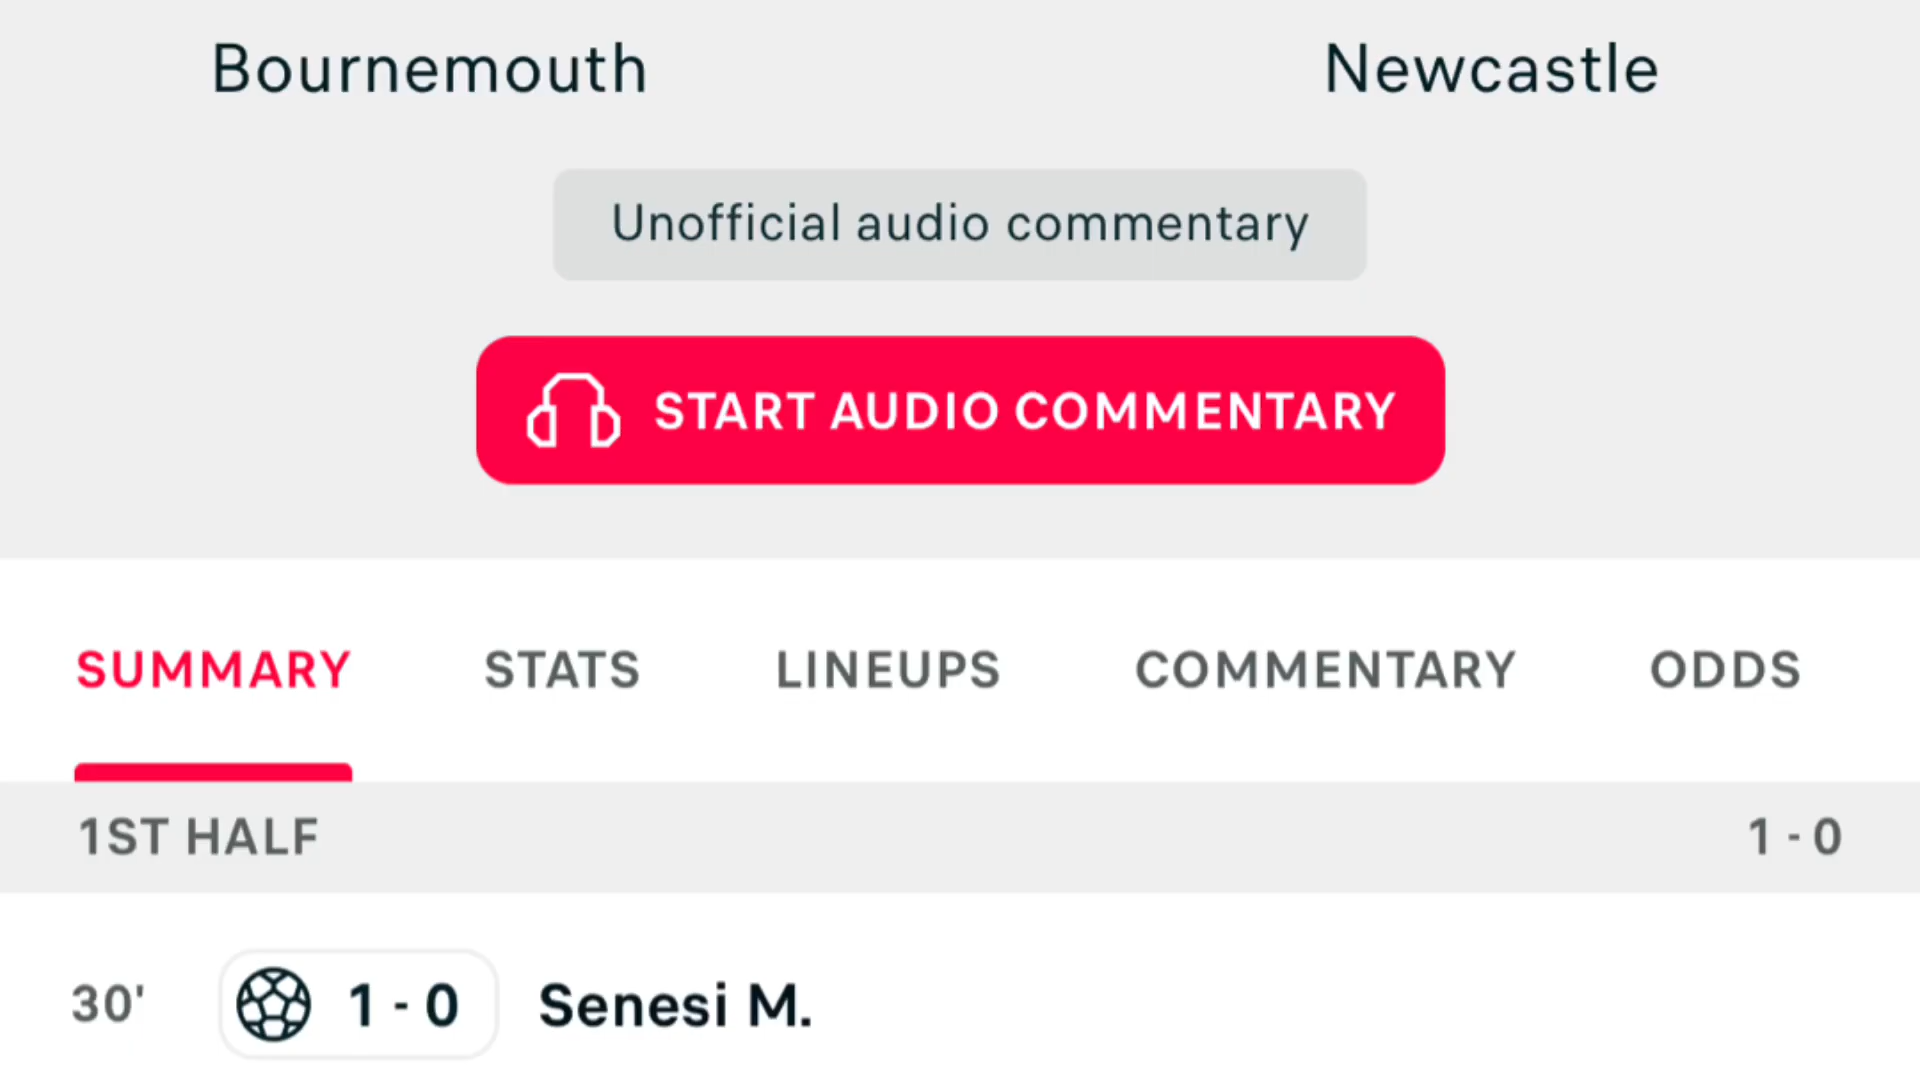 Bournemouth Newcastle
Unofficial audio commentary
START AUDIO COMMENTARY
SUMMARY STATS LINEUPS COMMENTARY ODDS
1ST HALF 1 - 0
30' 1 - 0 Senesi M.